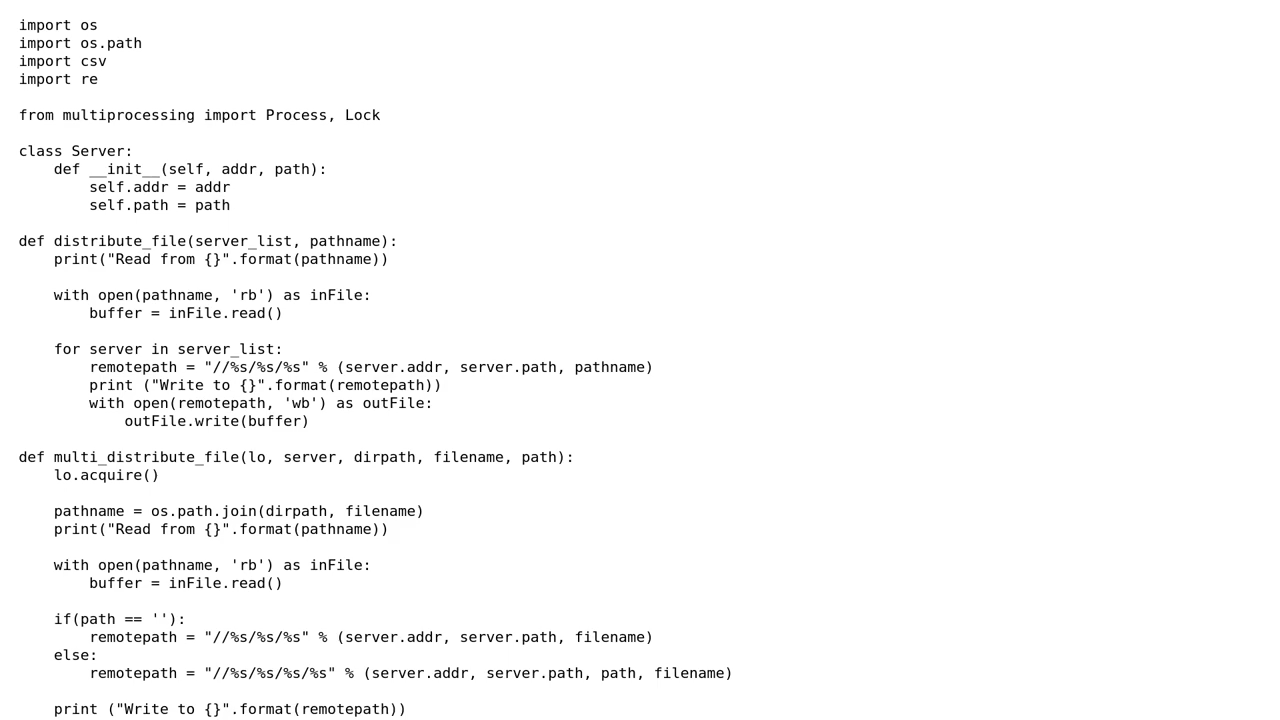 import os
import os.path
import csv
import re

from multiprocessing import Process, Lock

class Server:
    def __init__(self, addr, path):
        self.addr = addr
        self.path = path

def distribute_file(server_list, pathname):
    print("Read from {}".format(pathname))

    with open(pathname, 'rb') as inFile:
        buffer = inFile.read()

    for server in server_list:
        remotepath = "//%s/%s/%s" % (server.addr, server.path, pathname)
        print ("Write to {}".format(remotepath))
        with open(remotepath, 'wb') as outFile:
            outFile.write(buffer)

def multi_distribute_file(lo, server, dirpath, filename, path):
    lo.acquire()

    pathname = os.path.join(dirpath, filename)
    print("Read from {}".format(pathname))

    with open(pathname, 'rb') as inFile:
        buffer = inFile.read()

    if(path == ''):
        remotepath = "//%s/%s/%s" % (server.addr, server.path, filename)
    else:
        remotepath = "//%s/%s/%s/%s" % (server.addr, server.path, path, filename)

    print ("Write to {}".format(remotepath))